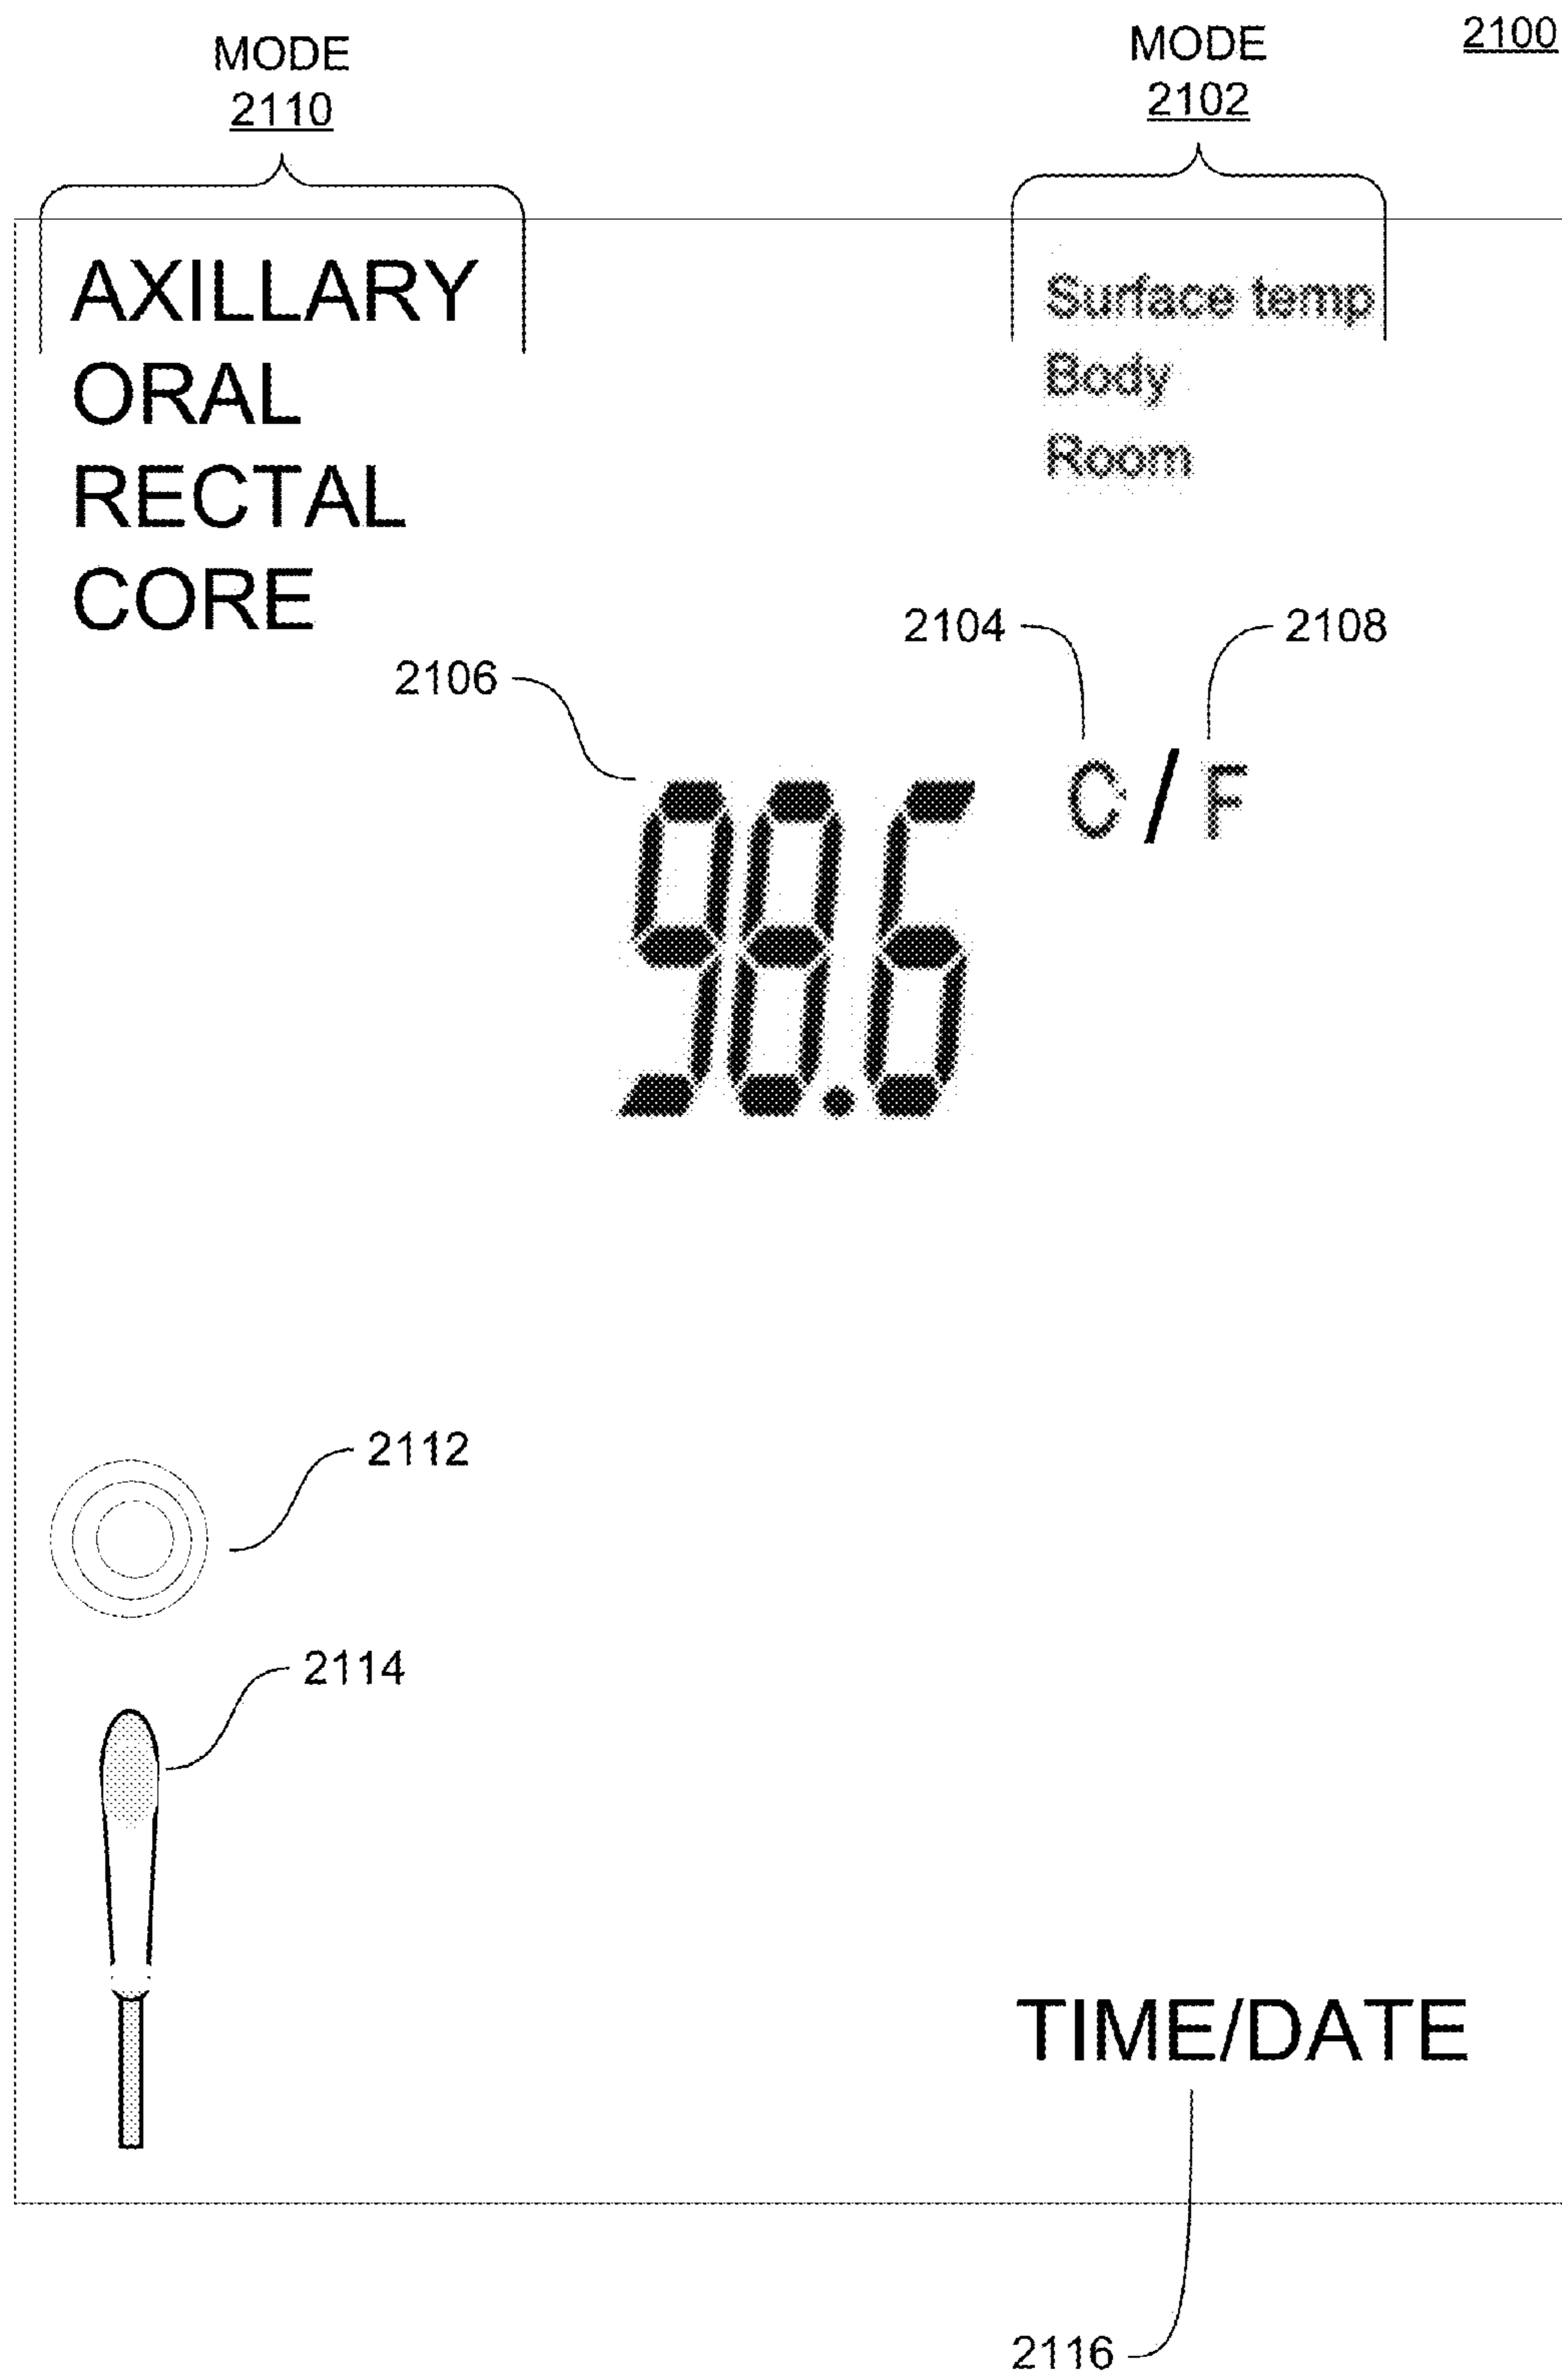 2100
MODE
2110
MODE
2102
AXILLARY
ORAL
RECTAL
CORE
Surface temp
Body
Room
2104
2108
2106
C / F
98.6
2112
2114
TIME/DATE
2116